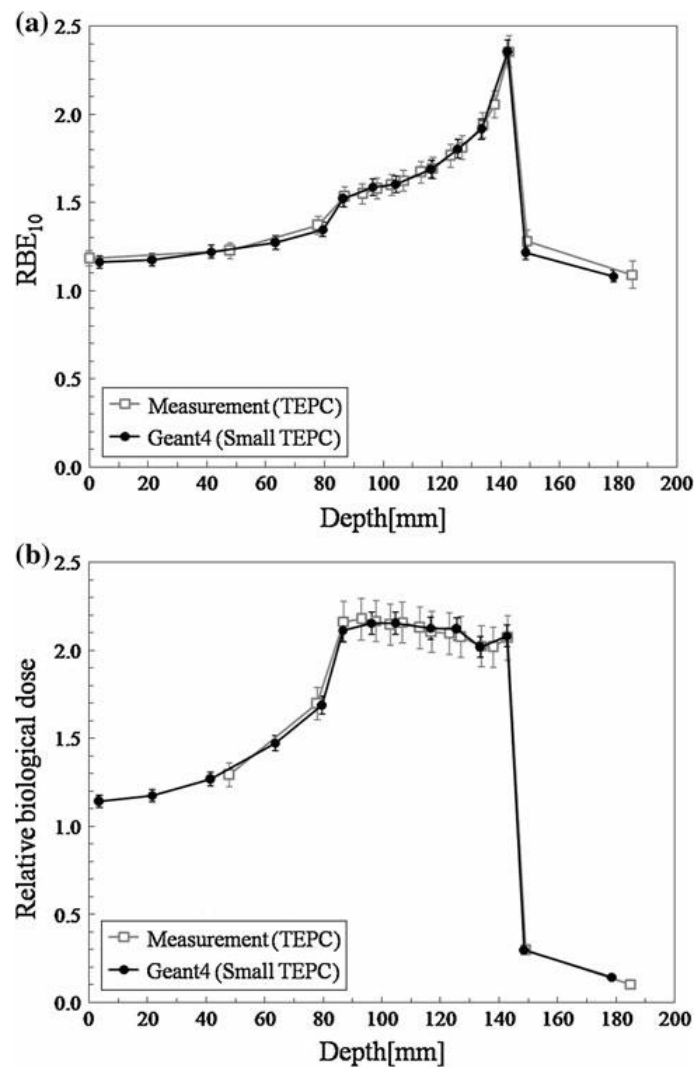 (a)
2.5
2.0
1.5
1.0
0.5
0.0
RBE10
Measurement (TEPC)
Geant4 (Small TEPC)
0 20 40 60 80 100 120 140 160 180 200
Depth[mm]
(b)
2.5
2.0
1.5
1.0
0.5
0.0
Relative biological dose
Measurement (TEPC)
Geant4 (Small TEPC)
0 20 40 60 80 100 120 140 160 180 200
Depth[mm]